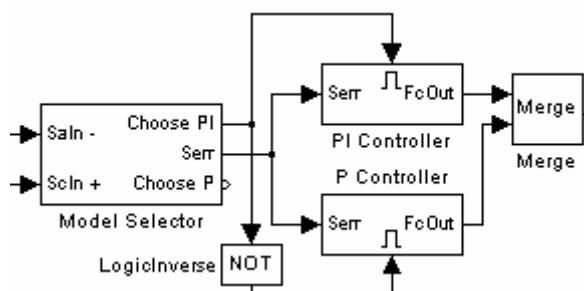 Choose PI
SaIn -
Serr
ScIn +
Choose P
Model Selector
LogicInverse
NOT
Serr
FcOut
PI Controller
P Controller
Serr
FcOut
Merge
Merge